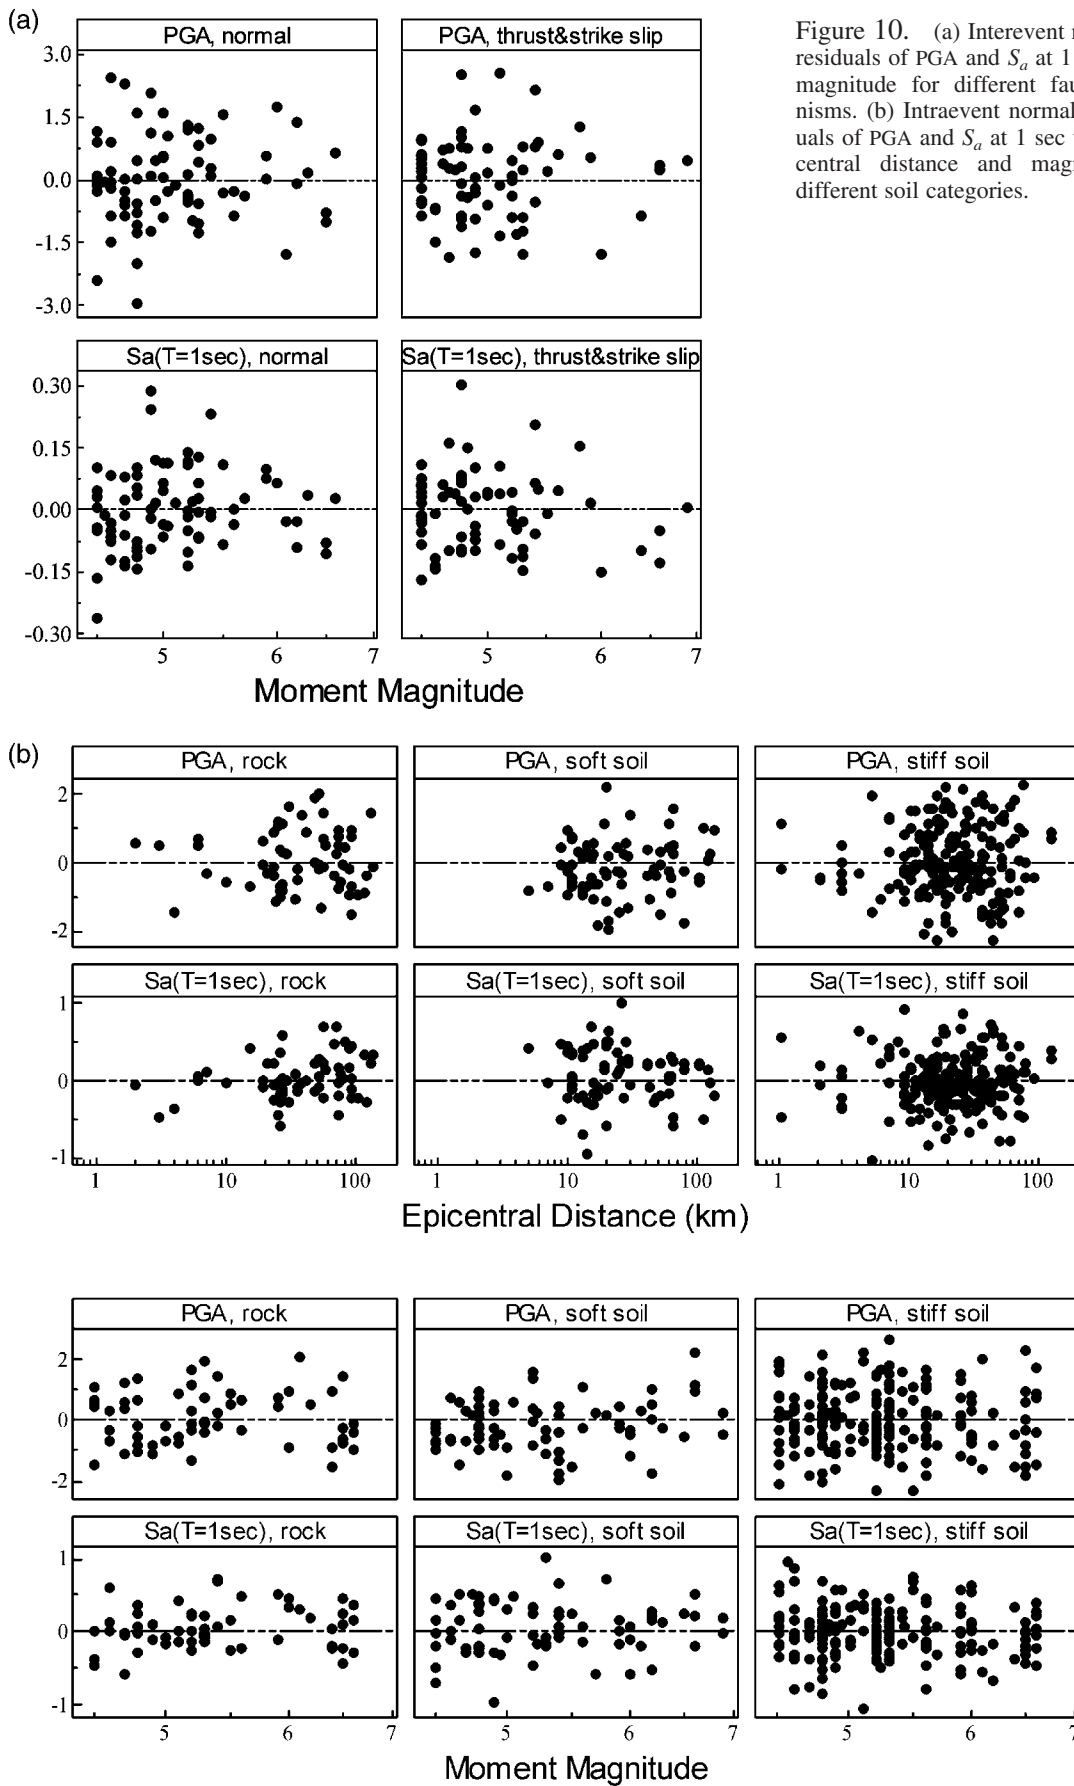 (a)
PGA, normal
PGA, thrust&strike slip
3.0
1.5
0.0
-1.5
-3.0
Sa(T=1sec), normal
Sa(T=1sec), thrust&strike slip
0.30
0.15
0.00
-0.15
-0.30
5 6 7
5 6 7
Moment Magnitude
Figure 10. (a) Interevent
residuals of PGA and Sa at 1
magnitude for different
(b) Intraevent
of PGA and Sa at 1 sec
central distance and
different soil categories.
(b)
PGA, rock
PGA, soft soil
PGA, stiff soil
2
0
-2
Sa(T=1sec), rock
Sa(T=1sec), soft soil
Sa(T=1sec), stiff soil
1
0
-1
1 10 100
1 10 100
1 10 100
Epicentral Distance (km)
PGA, rock
PGA, soft soil
PGA, stiff soil
2
0
-2
Sa(T=1sec), rock
Sa(T=1sec), soft soil
Sa(T=1sec), stiff soil
1
0
-1
5 6 7
5 6 7
5 6 7
Moment Magnitude